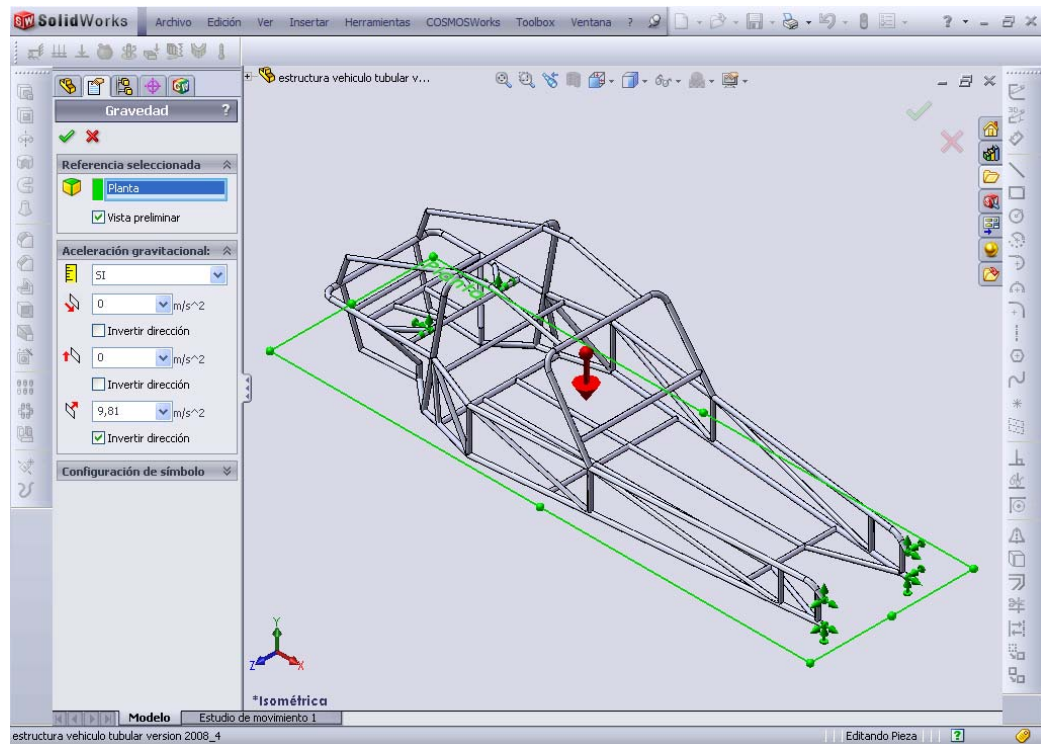 SolidWorks Archivo Edición Ver Insertar Herramientas COSMOSWorks Toolbox Ventana ?
estructura vehiculo tubular v...
Gravedad ?
Referencia seleccionada
Planta
Vista preliminar
Aceleración gravitacional:
SI
0 m/s^2
Invertir dirección
0 m/s^2
Invertir dirección
9,81 m/s^2
Invertir dirección
Configuración de símbolo
Planta
Y
Z X
*Isométrica
Modelo Estudio de movimiento 1
estructura vehiculo tubular version 2008_4 Editando Pieza ?